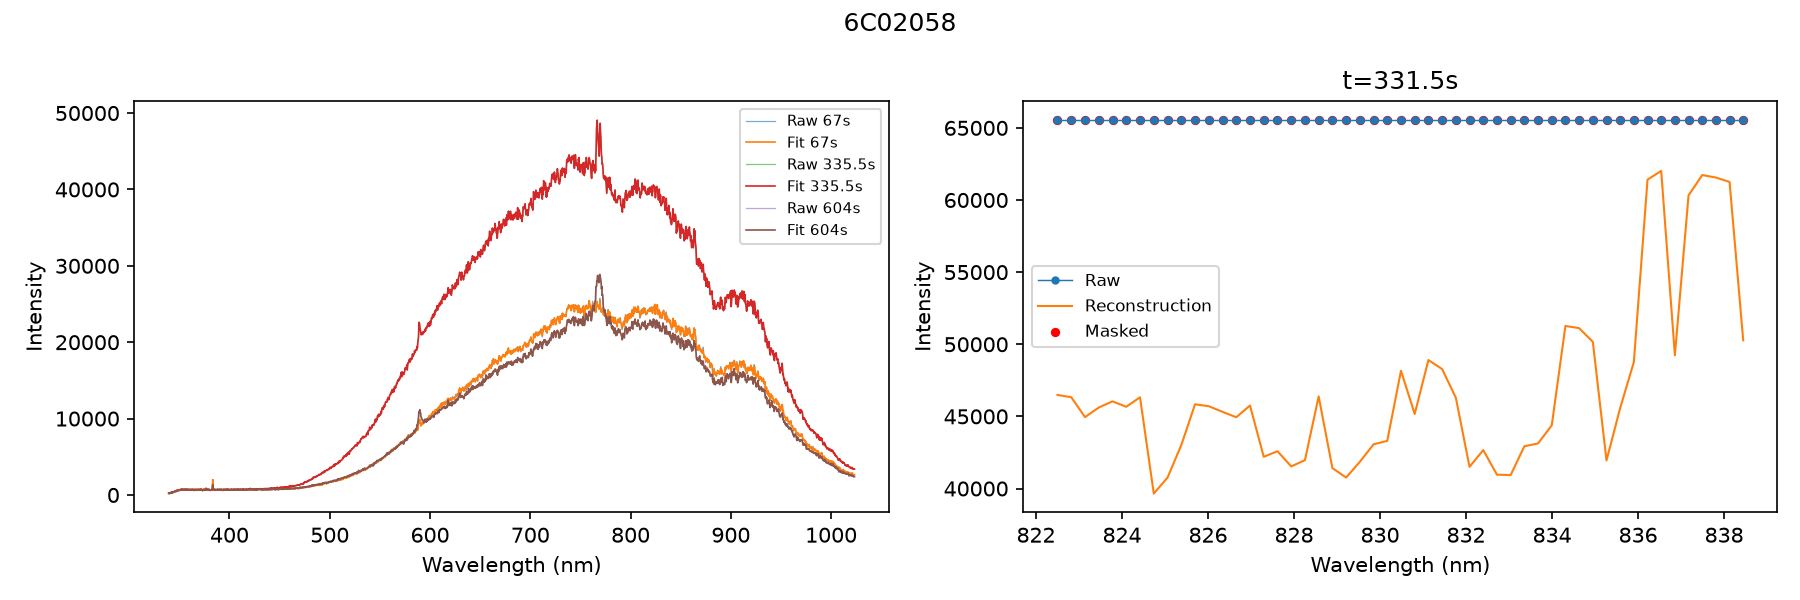 6C02058
50000
40000
30000
20000
10000
0
Intensity
400 500 600 700 800 900 1000
Wavelength (nm)
Raw 67s
Fit 67s
Raw 335.5s
Fit 335.5s
Raw 604s
Fit 604s
t=331.5s
65000
60000
55000
50000
45000
40000
Intensity
822 824 826 828 830 832 834 836 838
Wavelength (nm)
Raw
Reconstruction
Masked